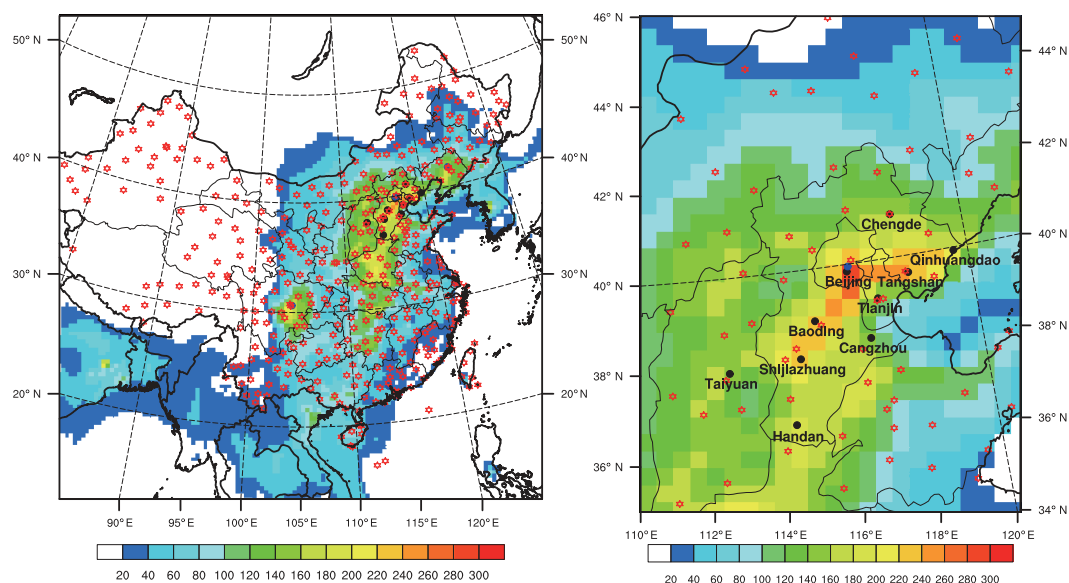 50° N
40° N
30° N
20° N
50° N
40° N
30° N
20° N
90° E 95° E 100° E 105° E 110° E 115° E 120° E
20 40 60 80 100 120 140 160 180 200 220 240 260 280 300
46° N
44° N
42° N
40° N
38° N
36° N
44° N
42° N
40° N
38° N
36° N
34° N
Chengde
Qinhuangdao
Beijing Tangshan
Tianjin
Baoding
Cangzhou
Shijiazhuang
Taiyuan
Handan
110° E 112° E 114° E 116° E 118° E 120° E
20 40 60 80 100 120 140 160 180 200 220 240 260 280 300